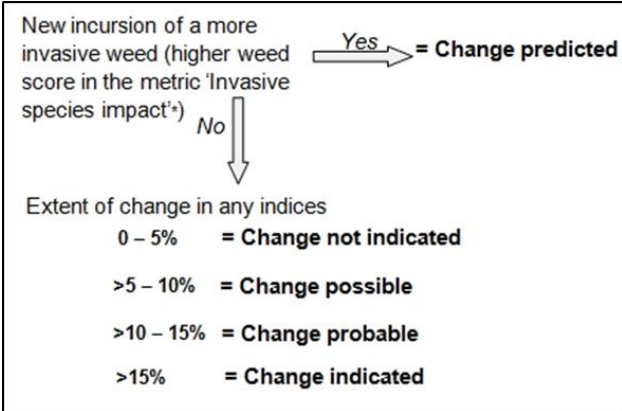 New incursion of a more
invasive weed (higher weed
score in the metric ‘Invasive
species impact’*)
Yes
= Change predicted
No
Extent of change in any indices
0 – 5% = Change not indicated
>5 – 10% = Change possible
>10 – 15% = Change probable
>15% = Change indicated